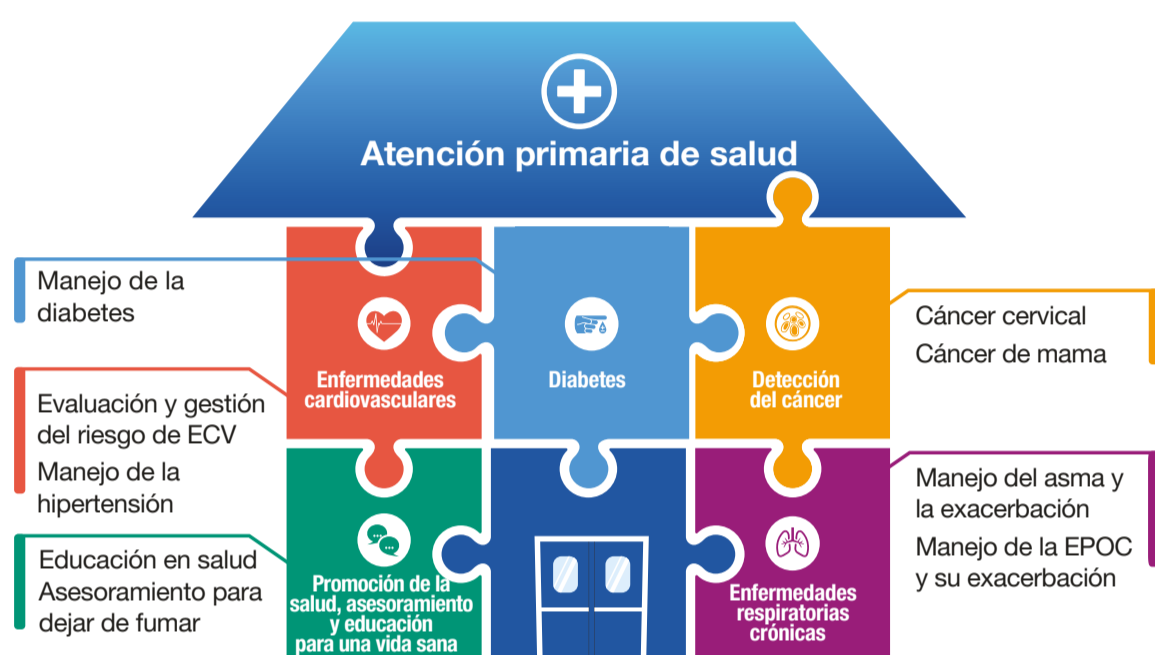 Atención primaria de salud
Manejo de la
diabetes
Evaluación y gestión
del riesgo de ECV
Manejo de la
hipertensión
Educación en salud
Asesoramiento para
dejar de fumar
Enfermedades
cardiovasculares
Diabetes
Detección
del cáncer
Promoción de la
salud, asesoramiento
y educación
para una vida sana
Enfermedades
respiratorias
crónicas
Cáncer cervical
Cáncer de mama
Manejo del asma y
la exacerbación
Manejo de la EPOC
y su exacerbación